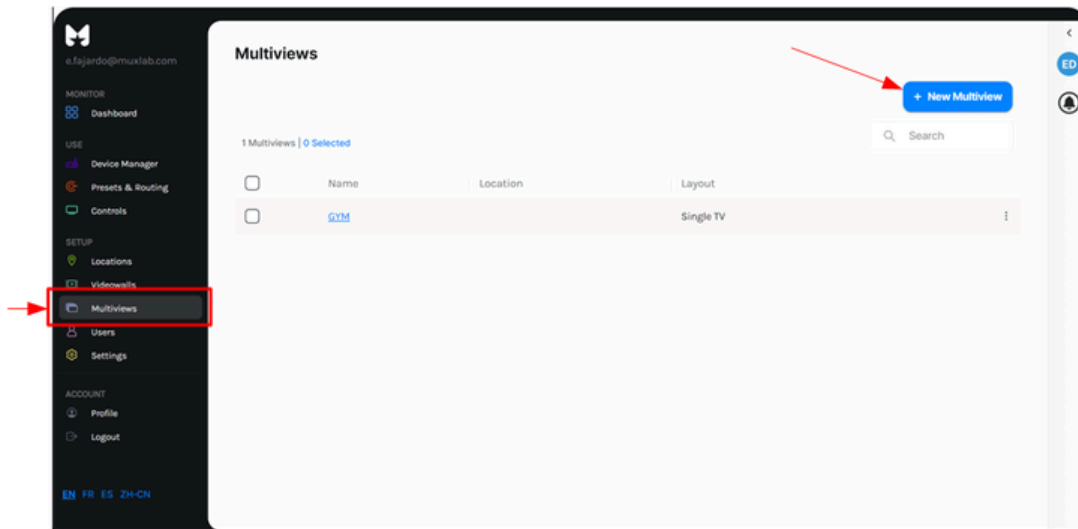 e.fajardo@muxlab.com
MONITOR
Dashboard
USE
Device Manager
Presets & Routing
Controls
SETUP
Locations
Videowalls
Multiviews
Users
Settings
ACCOUNT
Profile
Logout
EN FR ES ZH-CN
Multiviews
+ New Multiview
Search
1 Multiviews | 0 Selected
Name Location Layout
GYM Single TV
ED